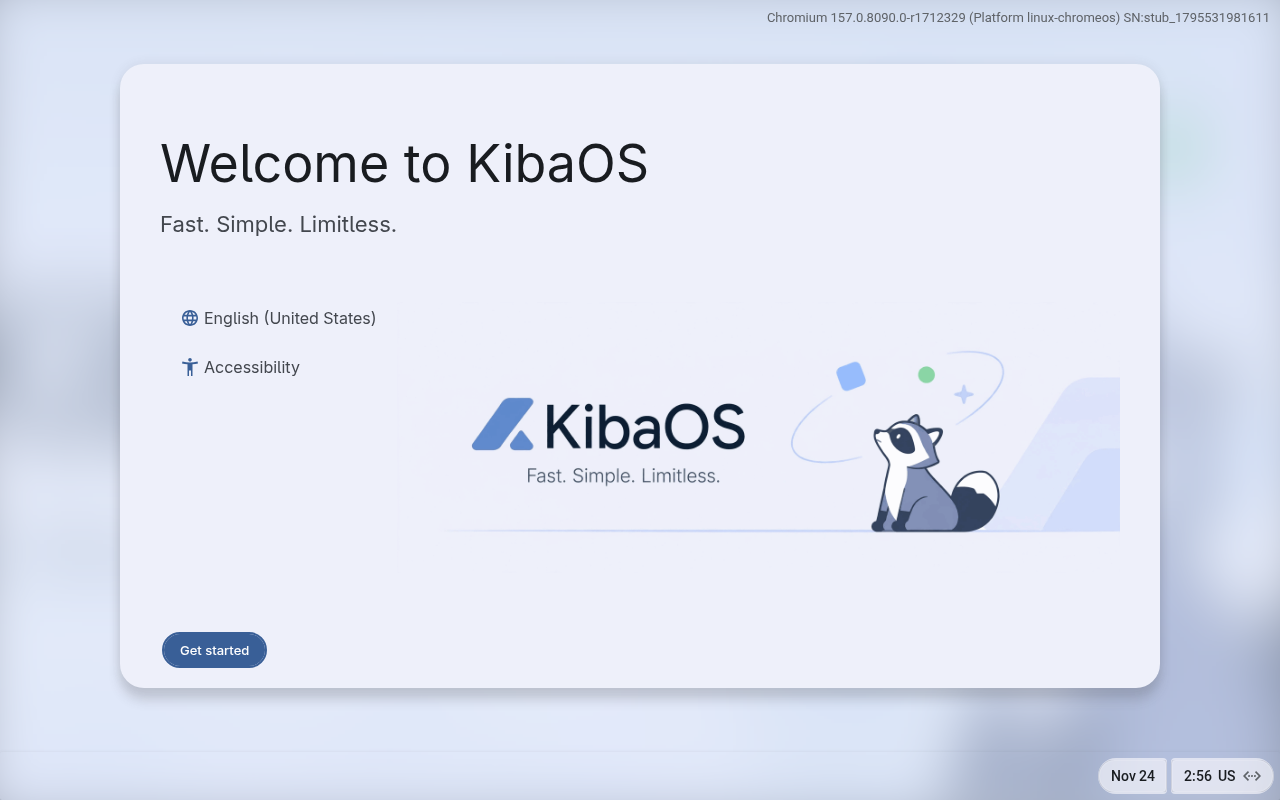 Chromium 157.0.8090.0-r1712329 (Platform linux-chromeos) SN:stub_1795531981611
Welcome to KibaOS
Fast. Simple. Limitless.
English (United States)
Accessibility
KibaOS
Fast. Simple. Limitless.
Get started
Nov 24
2:56 US